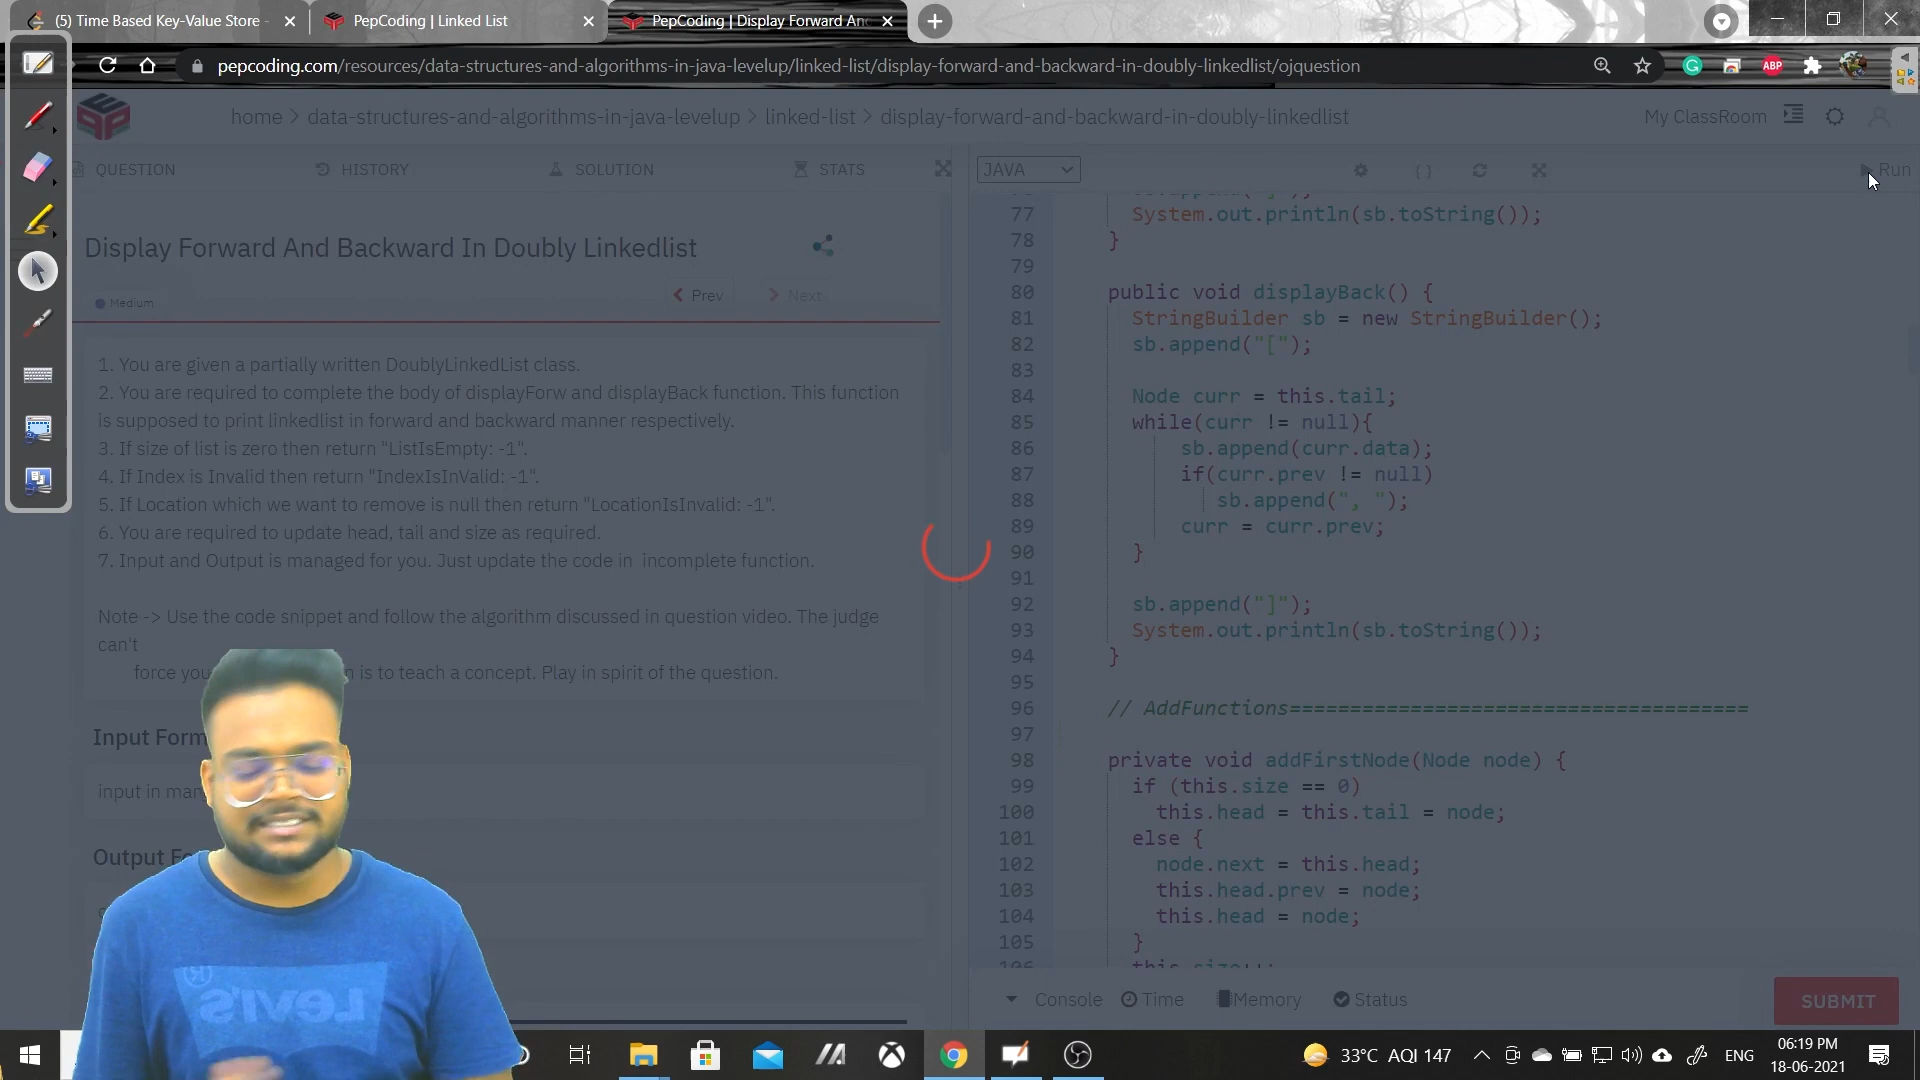 (5) Time Based Key-Value Store -
PepCoding | Linked List
PepCoding | Display Forward And
pepcoding.com/resources/data-structures-and-algorithms-in-java-levelup/linked-list/display-forward-and-backward-in-doubly-linkedlist/ojquestion
ABP
home > data-structures-and-algorithms-in-java-levelup > linked-list > display-forward-and-backward-in-doubly-linkedlist
My ClassRoom
QUESTION
HISTORY
SOLUTION
STATS
JAVA
Run
Display Forward And Backward In Doubly Linkedlist
Medium
Prev
Next
1. You are given a partially written DoublyLinkedList class.
2. You are required to complete the body of displayForw and displayBack function. This function
is supposed to print linkedlist in forward and backward manner respectively.
3. If size of list is zero then return "ListIsEmpty: -1".
4. If Index is Invalid then return "IndexIsInValid: -1".
5. If Location which we want to remove is null then return "LocationIsInvalid: -1".
6. You are required to update head, tail and size as required.
7. Input and Output is managed for you. Just update the code in incomplete function.
Note -> Use the code snippet and follow the algorithm discussed in question video. The judge
can't
force you is to teach a concept. Play in spirit of the question.
Input Form
input in
Output
77 System.out.println(sb.toString());
78 }
79
80 public void displayBack() {
81 StringBuilder sb = new StringBuilder();
82 sb.append("[");
83
84 Node curr = this.tail;
85 while(curr != null){
86 sb.append(curr.data);
87 if(curr.prev != null)
88 sb.append(", ");
89 curr = curr.prev;
90 }
91
92 sb.append("]");
93 System.out.println(sb.toString());
94 }
95
96 // AddFunctions======================================
97
98 private void addFirstNode(Node node) {
99 if (this.size == 0)
100 this.head = this.tail = node;
101 else {
102 node.next = this.head;
103 this.head.prev = node;
104 this.head = node;
105 }
106 this.size++;
Console
Time
Memory
Status
SUBMIT
LEVI'S
33°C AQI 147
ENG
06:19 PM
18-06-2021